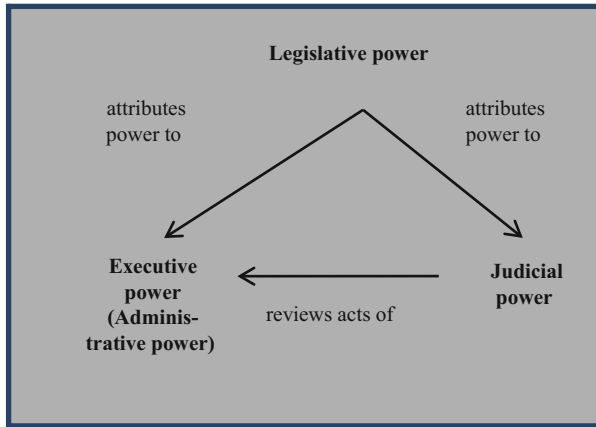 Legislative power
attributes
power to
attributes
power to
Executive
power
(Adminis-
trative power)
Judicial
power
reviews acts of